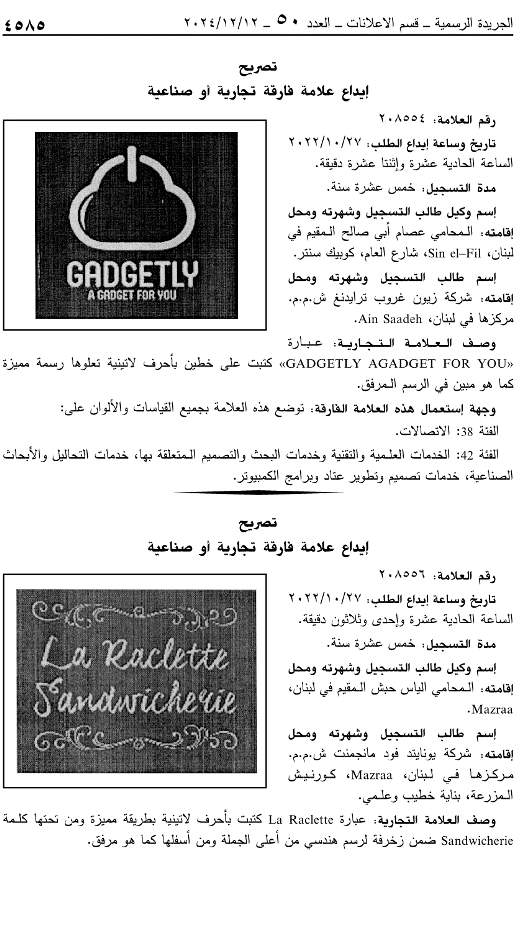 الجريدة الرسمية ــ قسم الاعلانات ــ العدد ٥٠ ــ ٢٠٢٤/١٢/١٢
٤٥٨٥
تصريح
إيداع علامة فارقة تجارية أو صناعية
رقم العلامة: ٢٠٨٥٥٤
تاريخ وساعة إيداع الطلب: ٢٠٢٢/١٠/٢٧
الساعة الحادية عشرة وإثنتا عشرة دقيقة.
مدة التسجيل: خمس عشرة سنة.
إسم وكيل طالب التسجيل وشهرته ومحل
إقامته: المحامي عصام أبي صالح المقيم في
لبنان، Sin el–Fil، شارع العام، كوبيك سنتر.
إسم طالب التسجيل وشهرته ومحل
إقامته: شركة زيون غروب ترايدنغ ش.م.م.
مركزها في لبنان، Ain Saadeh.
وصف العلامة التجارية: عبارة
«GADGETLY AGADGET FOR YOU» كتبت على خطين بأحرف لاتينية تعلوها رسمة مميزة
كما هو مبين في الرسم المرفق.
وجهة إستعمال هذه العلامة الفارقة: توضع هذه العلامة بجميع القياسات والألوان على:
الفئة 38: الاتصالات.
الفئة 42: الخدمات العلمية والتقنية وخدمات البحث والتصميم المتعلقة بها، خدمات التحاليل والأبحاث
الصناعية، خدمات تصميم وتطوير عتاد وبرامج الكمبيوتر.
GADGETLY
A GADGET FOR YOU
تصريح
إيداع علامة فارقة تجارية أو صناعية
رقم العلامة: ٢٠٨٥٥٦
تاريخ وساعة إيداع الطلب: ٢٠٢٢/١٠/٢٧
الساعة الحادية عشرة وإحدى وثلاثون دقيقة.
مدة التسجيل: خمس عشرة سنة.
إسم وكيل طالب التسجيل وشهرته ومحل
إقامته: المحامي الياس حبش المقيم في لبنان،
Mazraa.
إسم طالب التسجيل وشهرته ومحل
إقامته: شركة يونايتد فود مانجمنت ش.م.م.
مركزها في لبنان، Mazraa، كورنيش
المزرعة، بناية خطيب وعلمي.
وصف العلامة التجارية: عبارة La Raclette كتبت بأحرف لاتينية بطريقة مميزة ومن تحتها كلمة
Sandwicherie ضمن زخرفة لرسم هندسي من أعلى الجملة ومن أسفلها كما هو مرفق.
La Raclette
Sandwicherie